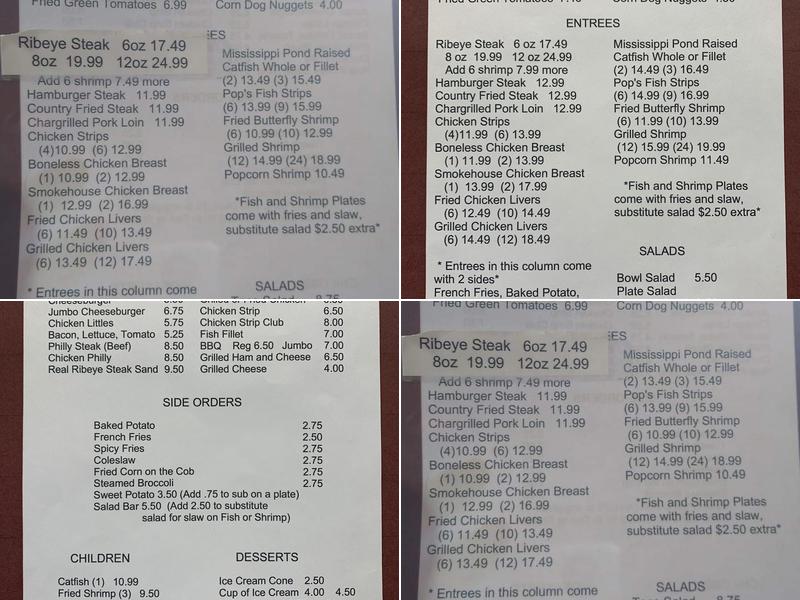 Fried Green Tomatoes 6.99
Corn Dog Nuggets 4.00
Ribeye Steak 6oz 17.49
8oz 19.99 12oz 24.99
Add 6 shrimp 7.49 more
Hamburger Steak 11.99
Country Fried Steak 11.99
Chargrilled Pork Loin 11.99
Chicken Strips
(4)10.99 (6) 12.99
Boneless Chicken Breast
(1) 10.99 (2) 12.99
Smokehouse Chicken Breast
(1) 12.99 (2) 16.99
Fried Chicken Livers
(6) 11.49 (10) 13.49
Grilled Chicken Livers
(6) 13.49 (12) 17.49
* Entrees in this column come
EES
Mississippi Pond Raised
Catfish Whole or Fillet
(2) 13.49 (3) 15.49
Pop's Fish Strips
(6) 13.99 (9) 15.99
Fried Butterfly Shrimp
(6) 10.99 (10) 12.99
Grilled Shrimp
(12) 14.99 (24) 18.99
Popcorn Shrimp 10.49
*Fish and Shrimp Plates
come with fries and slaw,
substitute salad $2.50 extra*
SALADS
ENTREES
Ribeye Steak 6 oz 17.99
8 oz 19.99 12 oz 24.99
Add 6 shrimp 7.99 more
Hamburger Steak 12.99
Country Fried Steak 12.99
Chargrilled Pork Loin 12.99
Chicken Strips
(4)11.99 (6) 13.99
Boneless Chicken Breast
(1) 11.99 (2) 13.99
Smokehouse Chicken Breast
(1) 13.99 (2) 17.99
Fried Chicken Livers
(6) 12.49 (10) 14.49
Grilled Chicken Livers
(6) 14.49 (12) 18.49
* Entrees in this column come
with 2 sides*
French Fries, Baked Potato,
Mississippi Pond Raised
Catfish Whole or Fillet
(2) 14.49 (3) 16.49
Pop's Fish Strips
(6) 14.99 (9) 16.99
Fried Butterfly Shrimp
(6) 11.99 (10) 13.99
Grilled Shrimp
(12) 15.99 (24) 19.99
Popcorn Shrimp 11.49
*Fish and Shrimp Plates
come with fries and slaw,
substitute salad $2.50 extra*
SALADS
Bowl Salad 5.50
Plate Salad
Jumbo Cheeseburger 6.75
Chicken Littles 5.75
Bacon, Lettuce, Tomato 5.25
Philly Steak (Beef) 8.50
Chicken Philly 8.50
Real Ribeye Steak Sand 9.50
Chicken Strip 6.50
Chicken Strip Club 8.00
Fish Fillet 7.00
BBQ Reg 6.50 Jumbo 7.00
Grilled Ham and Cheese 6.50
Grilled Cheese 4.00
SIDE ORDERS
Baked Potato 2.75
French Fries 2.50
Spicy Fries 2.75
Coleslaw 2.75
Fried Corn on the Cob 2.75
Steamed Broccoli 2.75
Sweet Potato 3.50 (Add .75 to sub on a plate)
Salad Bar 5.50 (Add 2.50 to substitute
salad for slaw on Fish or Shrimp)
CHILDREN
Catfish (1) 10.99
Fried Shrimp (3) 9.50
DESSERTS
Ice Cream Cone 2.50
Cup of Ice Cream 4.00 4.50
Fried Green Tomatoes 6.99
Corn Dog Nuggets 4.00
Ribeye Steak 6oz 17.49
8oz 19.99 12oz 24.99
Add 6 shrimp 7.49 more
Hamburger Steak 11.99
Country Fried Steak 11.99
Chargrilled Pork Loin 11.99
Chicken Strips
(4)10.99 (6) 12.99
Boneless Chicken Breast
(1) 10.99 (2) 12.99
Smokehouse Chicken Breast
(1) 12.99 (2) 16.99
Fried Chicken Livers
(6) 11.49 (10) 13.49
Grilled Chicken Livers
(6) 13.49 (12) 17.49
* Entrees in this column come
EES
Mississippi Pond Raised
Catfish Whole or Fillet
(2) 13.49 (3) 15.49
Pop's Fish Strips
(6) 13.99 (9) 15.99
Fried Butterfly Shrimp
(6) 10.99 (10) 12.99
Grilled Shrimp
(12) 14.99 (24) 18.99
Popcorn Shrimp 10.49
*Fish and Shrimp Plates
come with fries and slaw,
substitute salad $2.50 extra*
SALADS